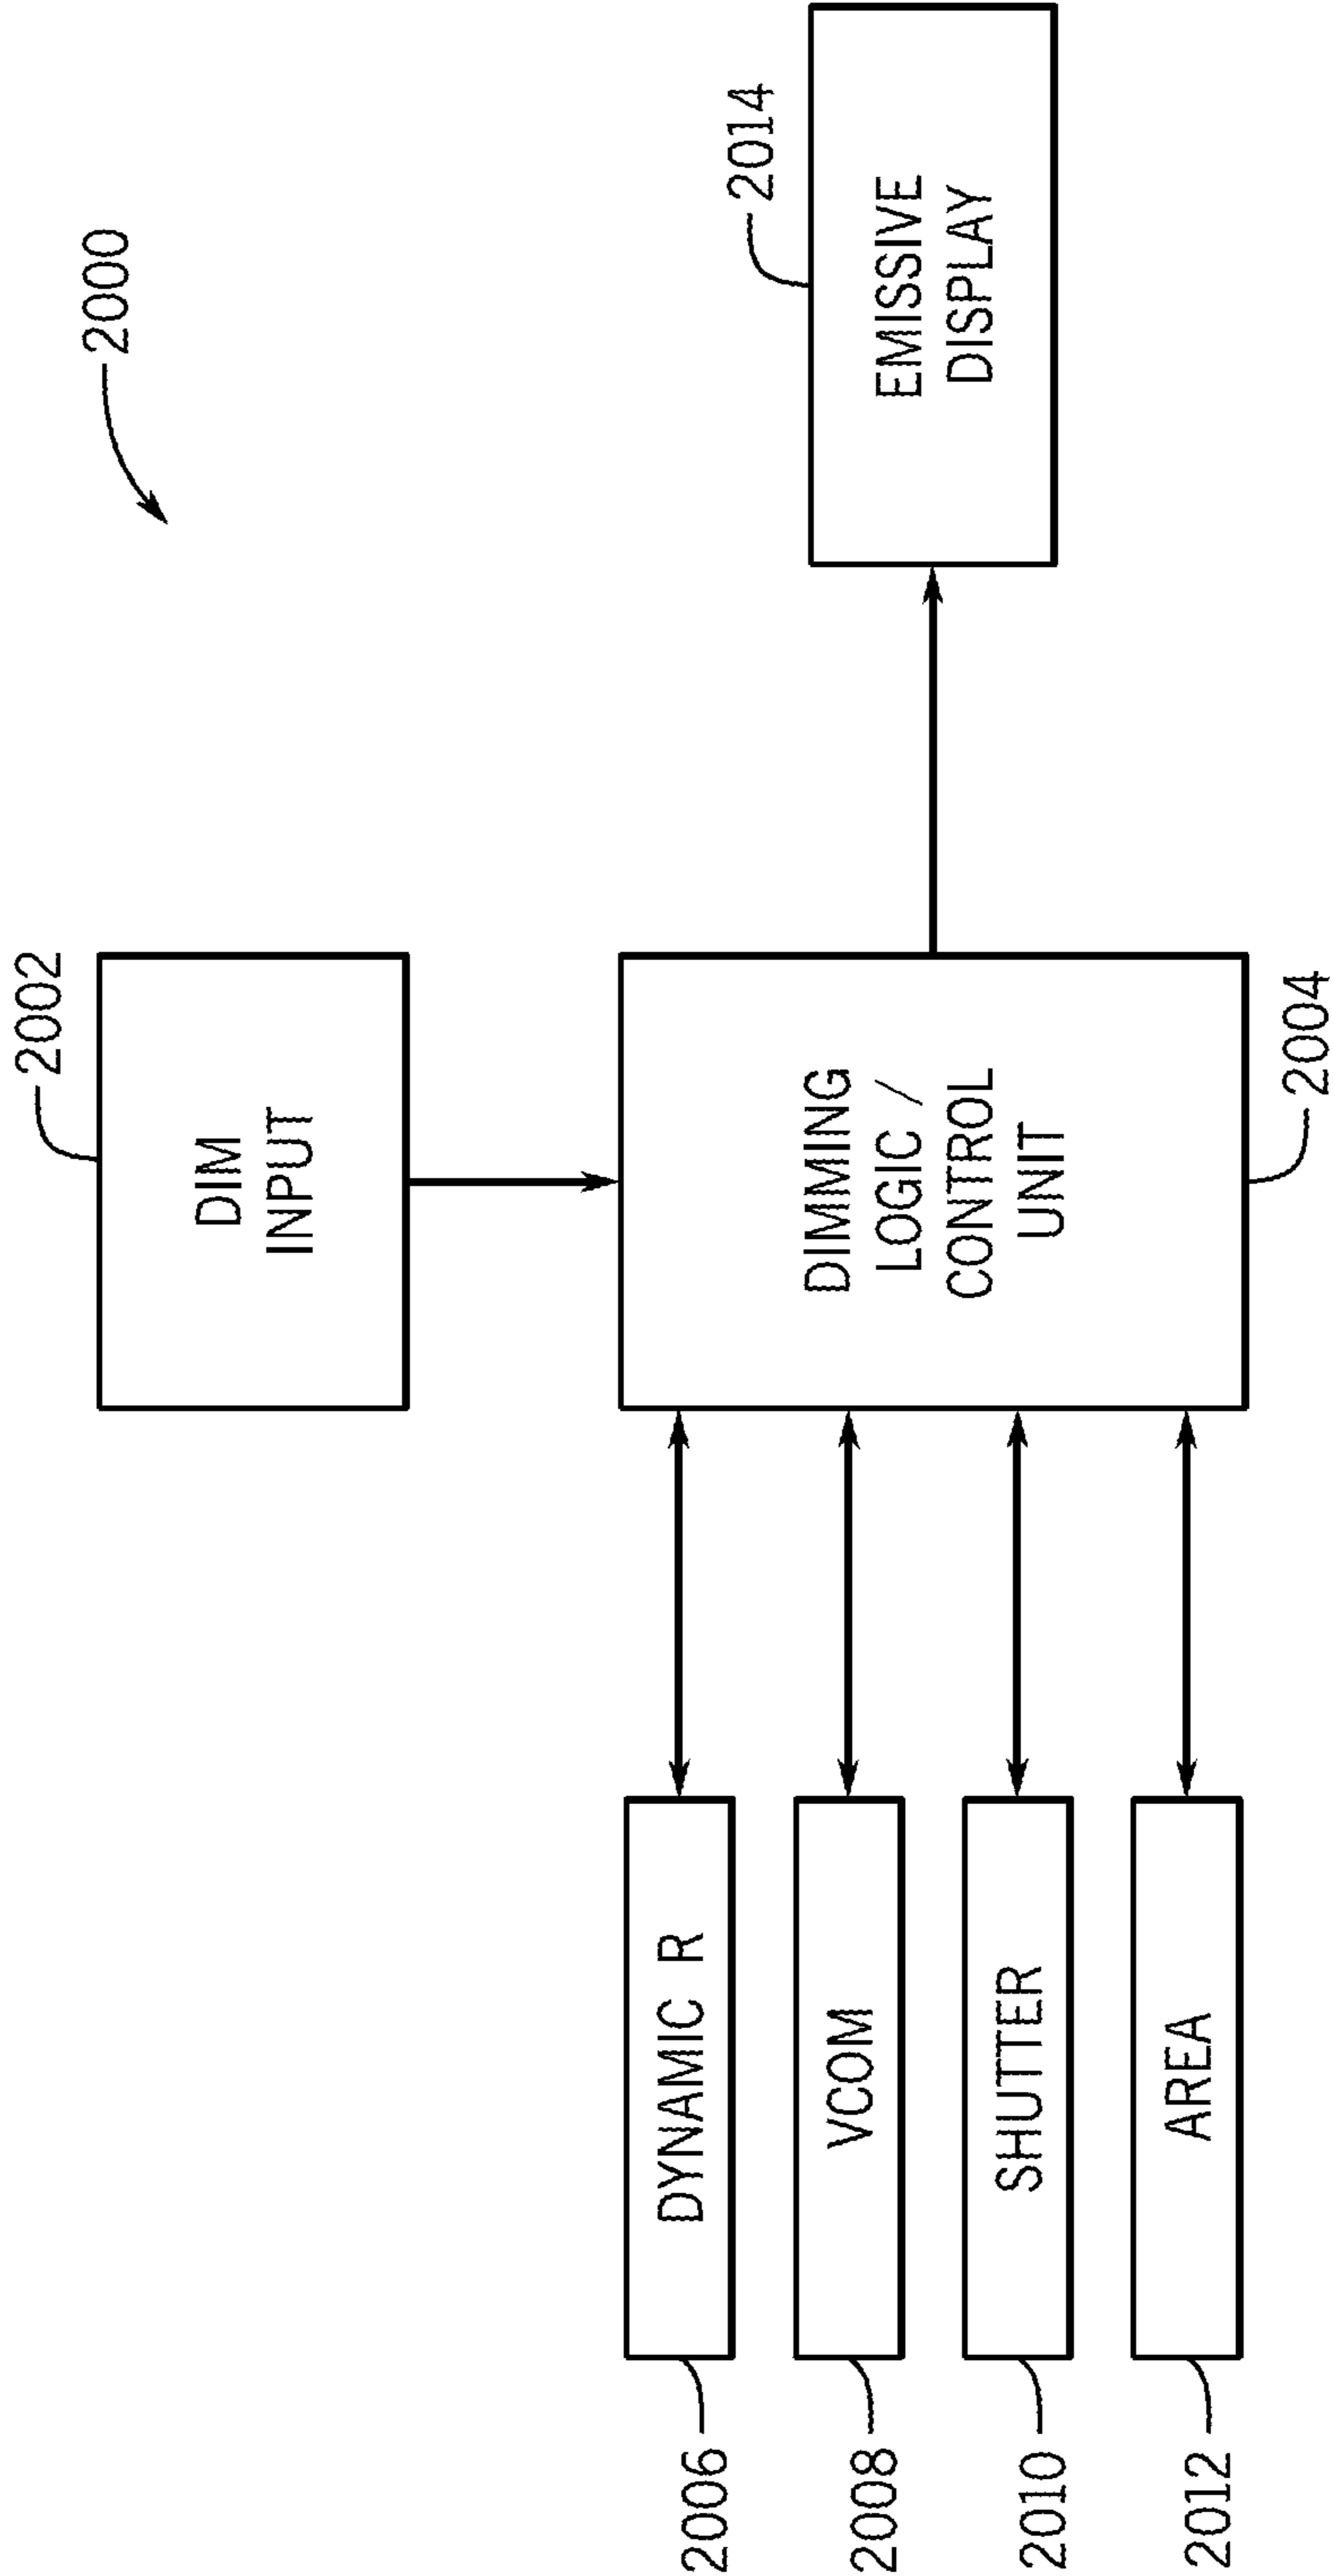 2000
2002
DIM
INPUT
2014
EMISSIVE
DISPLAY
DIMMING
LOGIC /
CONTROL
UNIT
2004
2006
DYNAMIC R
2008
VCOM
2010
SHUTTER
2012
AREA